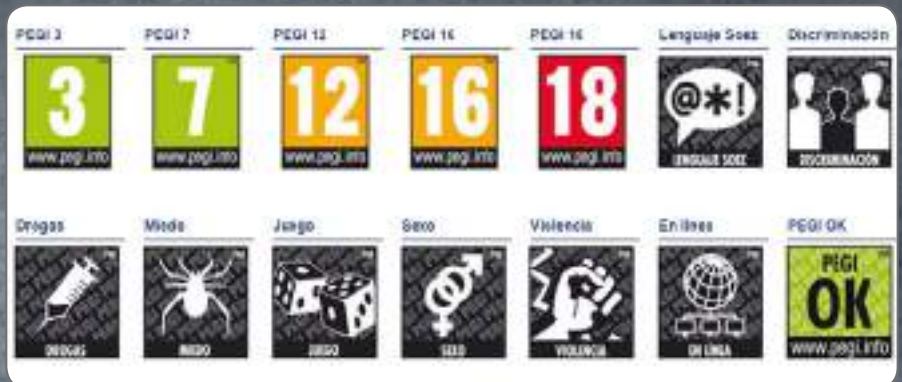 PEGI 3 PEGI 7 PEGI 12 PEGI 16 PEGI 16 Lenguaje Soez Discriminación
3 7 12 16 18 @*!
www.pegi.info www.pegi.info www.pegi.info www.pegi.info www.pegi.info LENGUAJE SOEZ DISCRIMINACIÓN
Drogas Miedo Juego Sexo Violencia En línea PEGI OK
PEGI
OK
DROGAS MIEDO JUEGO SEXO VIOLENCIA EN LÍNEA www.pegi.info